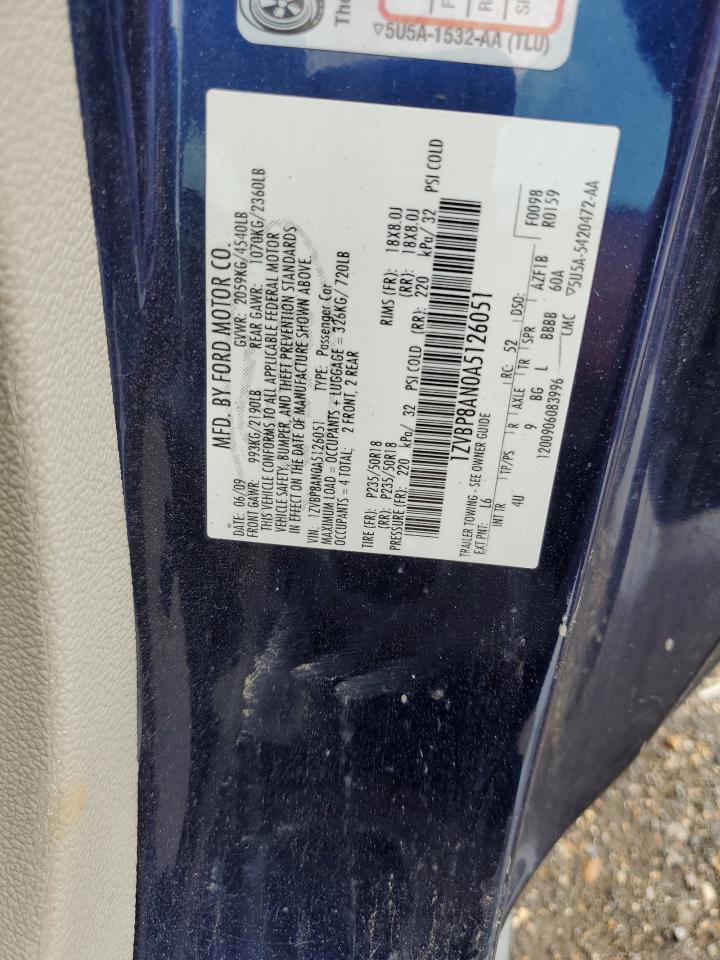 The
F
R
SP
▽5U5A-1532-AA (TLU)
MFD. BY FORD MOTOR CO.
DATE: 06/09 GVWR: 2059KG/4540LB
FRONT GAWR: 993KG/2190LB REAR GAWR: 1070KG/2360LB
THIS VEHICLE CONFORMS TO ALL APPLICABLE FEDERAL MOTOR
VEHICLE SAFETY, BUMPER, AND THEFT PREVENTION STANDARDS
IN EFFECT ON THE DATE OF MANUFACTURE SHOWN ABOVE.
VIN: 1ZVBP8AN0A5126051 TYPE: Passenger Car
MAXIMUM LOAD = OCCUPANTS + LUGGAGE = 326KG/ 720LB
OCCUPANTS = 4 TOTAL; 2 FRONT, 2 REAR
TIRE (FR): P235/50R18 RIMS (FR): 18X8.0J
(RR): P235/50R18 (RR): 18X8.0J
PRESSURE (FR): 220 kPa/ 32 PSI COLD (RR): 220 kPa/ 32 PSI COLD
1ZVBP8AN0A5126051
TRAILER TOWING - SEE OWNER GUIDE
EXT PNT: L6 RC: 52 DSO: F0098
INT TR TP/PS R AXLE TR SPR AZF1B R0159
4U 9 BG L BBBB 60A
1200906083996 CMC ▽5U5A-5420472-AA